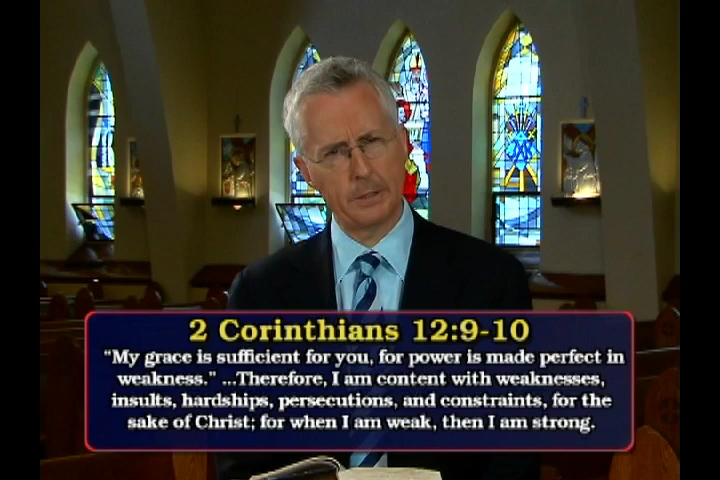 2 Corinthians 12:9-10
"My grace is sufficient for you, for power is made perfect in
weakness." ...Therefore, I am content with weaknesses,
insults, hardships, persecutions, and constraints, for the
sake of Christ; for when I am weak, then I am strong.